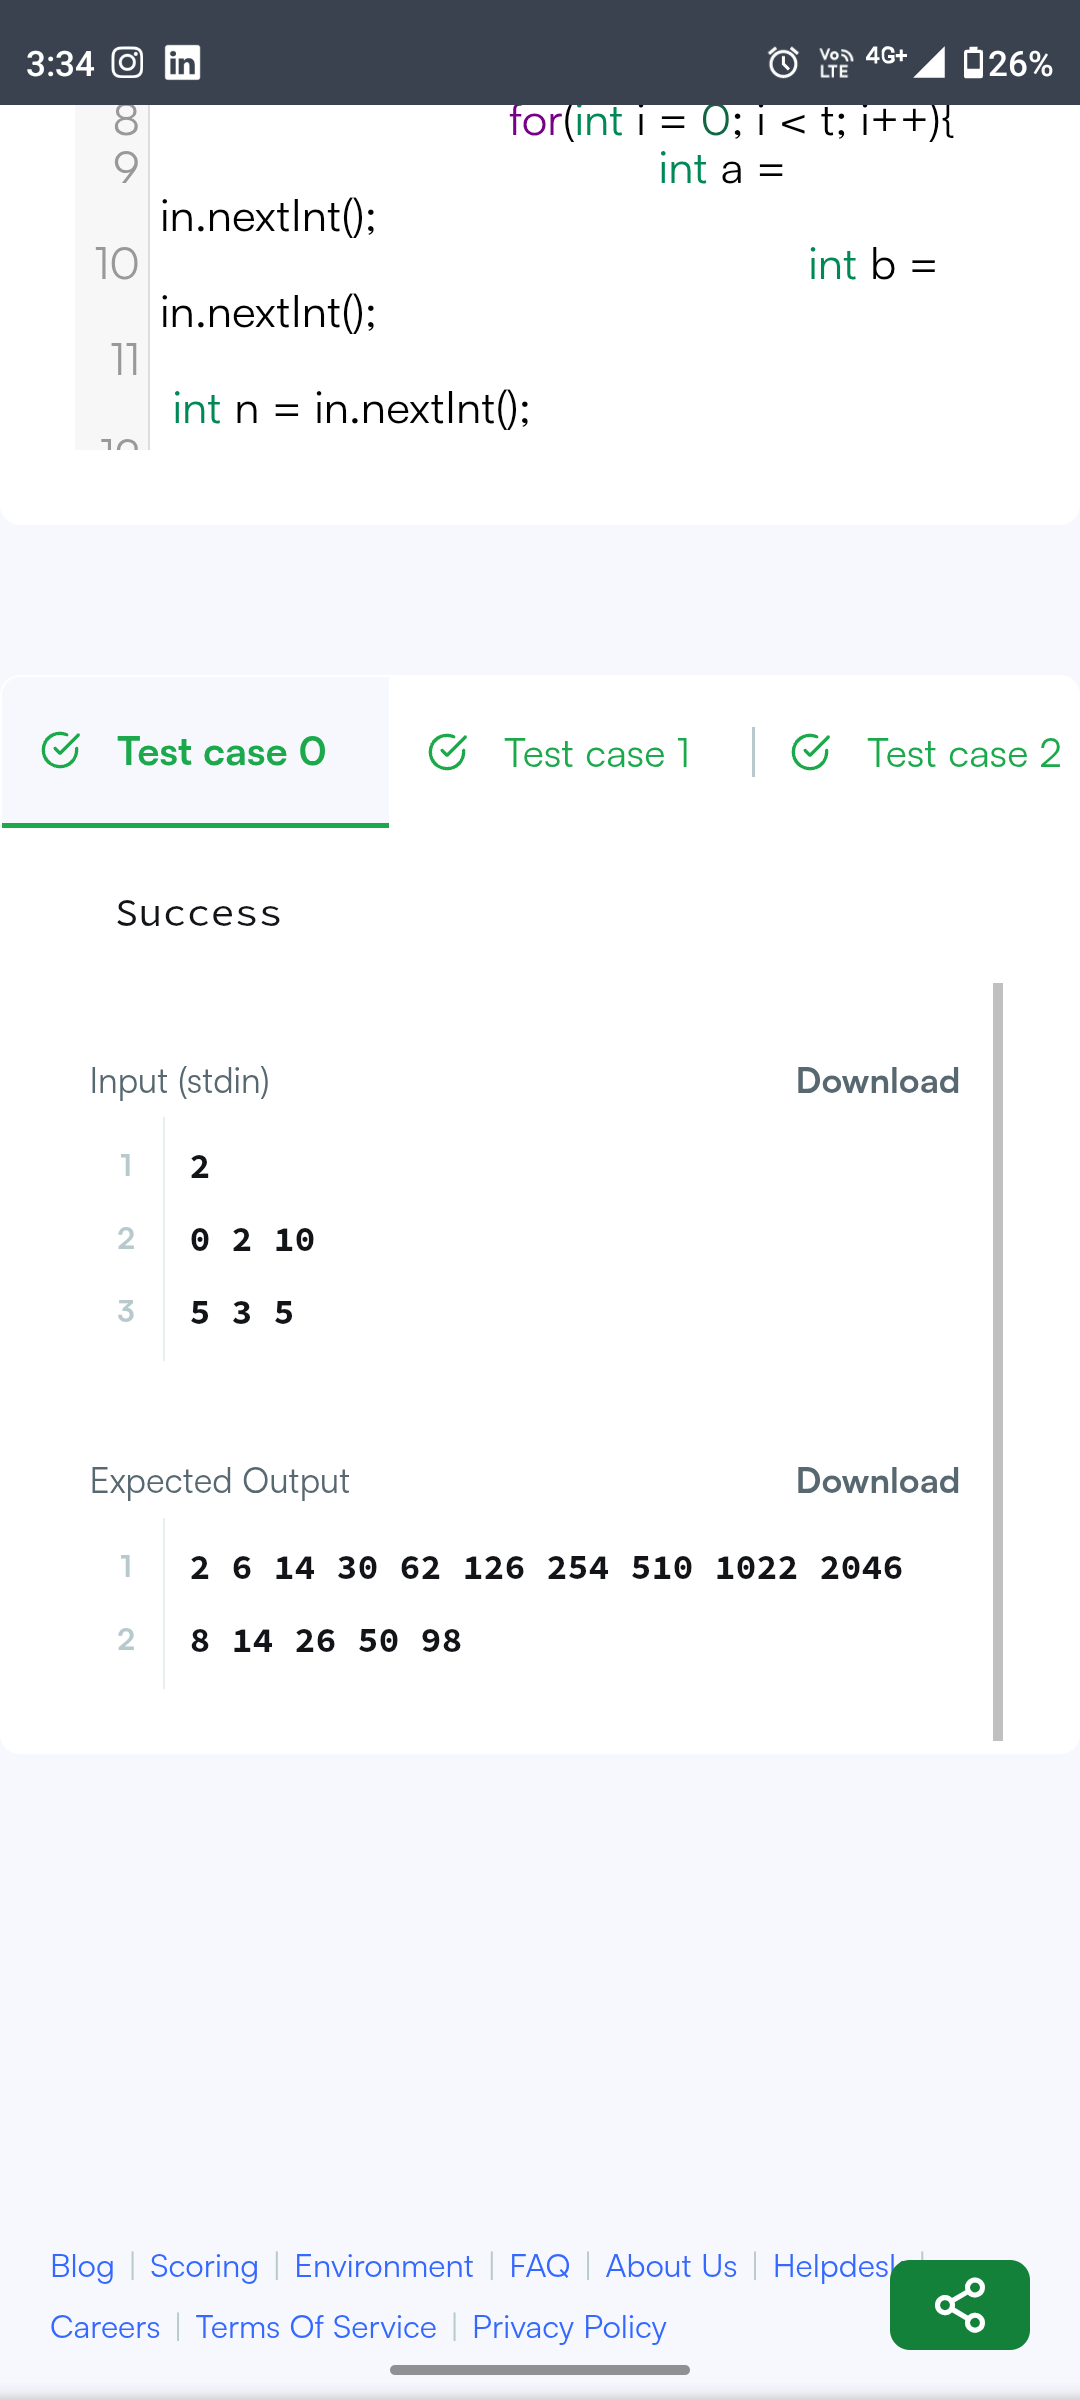 3:34
VoLTE 4G+ 26%
8 for(int i = 0; i < t; i++){
9 int a =
in.nextInt();
10 int b =
in.nextInt();
11
int n = in.nextInt();
Test case 0 Test case 1 Test case 2
Success
Input (stdin) Download
1 2
2 0 2 10
3 5 3 5
Expected Output Download
1 2 6 14 30 62 126 254 510 1022 2046
2 8 14 26 50 98
Blog | Scoring | Environment | FAQ | About Us |
Careers | Terms Of Service | Privacy Policy